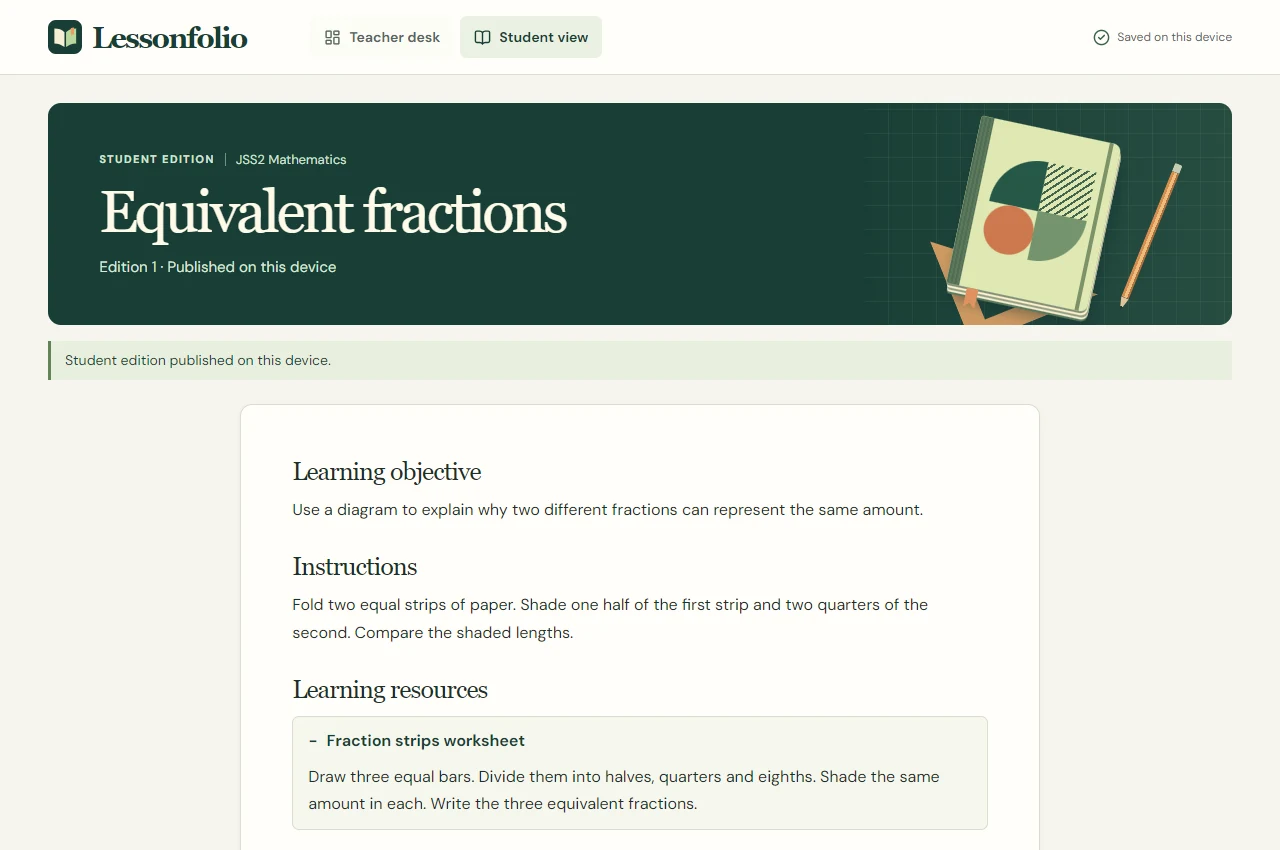 Lessonfolio
Teacher desk
Student view
Saved on this device
STUDENT EDITION | JSS2 Mathematics
Equivalent fractions
Edition 1 · Published on this device
Student edition published on this device.
Learning objective
Use a diagram to explain why two different fractions can represent the same amount.
Instructions
Fold two equal strips of paper. Shade one half of the first strip and two quarters of the
second. Compare the shaded lengths.
Learning resources
– Fraction strips worksheet
Draw three equal bars. Divide them into halves, quarters and eighths. Shade the same
amount in each. Write the three equivalent fractions.